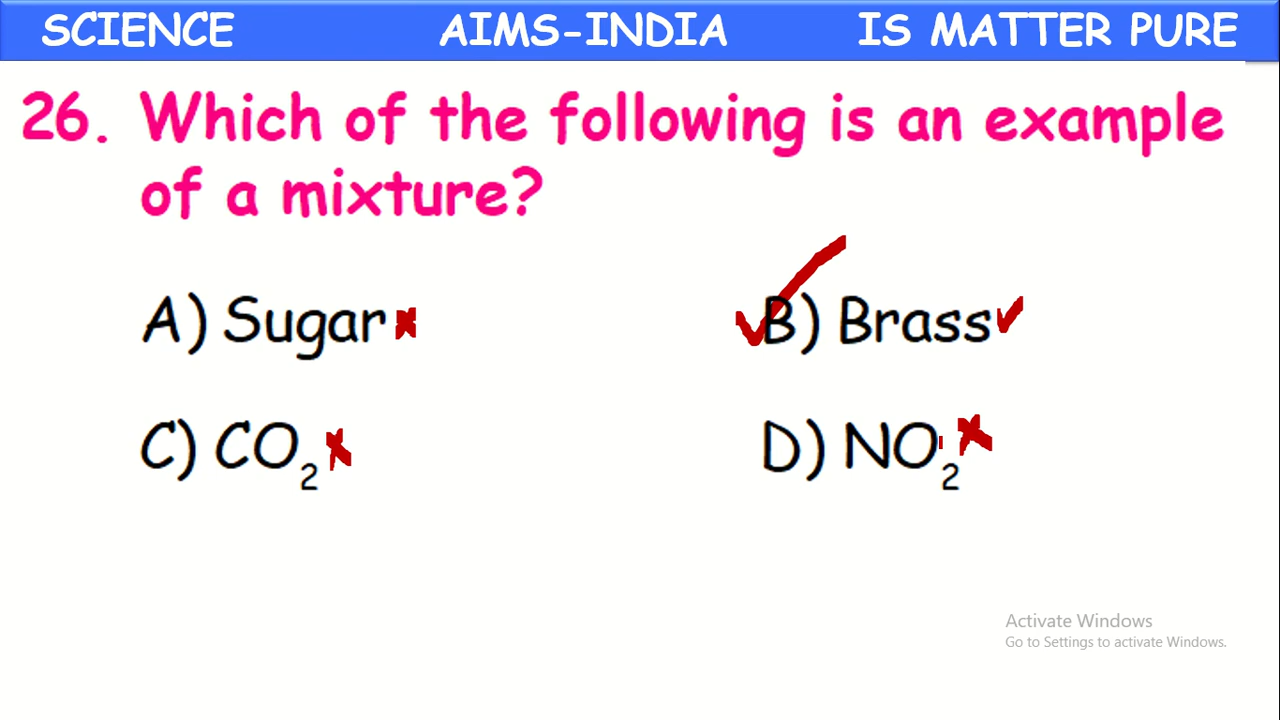 SCIENCE AIMS-INDIA IS MATTER PURE
26. Which of the following is an example
of a mixture?
A) Sugar B) Brass
C) CO₂ D) NO₂
Activate Windows
Go to Settings to activate Windows.